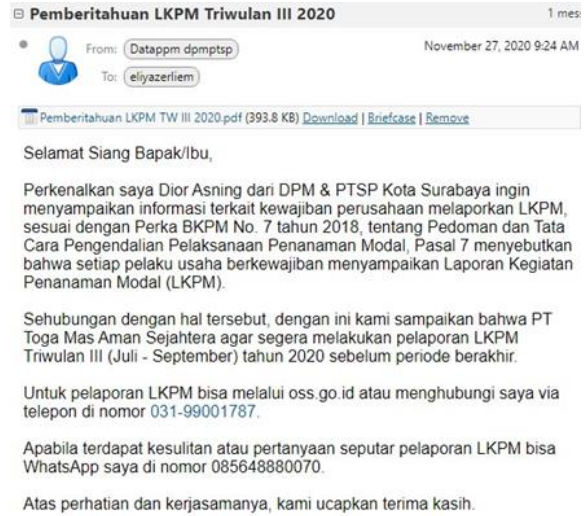 Pemberitahuan LKPM Triwulan III 2020
1 mes
From: Datappm dpmptsp
November 27, 2020 9:24 AM
To: eliyazerliem
Pemberitahuan LKPM TW III 2020.pdf (393.8 KB) Download | Briefcase | Remove
Selamat Siang Bapak/Ibu,
Perkenalkan saya Dior Asning dari DPM & PTSP Kota Surabaya ingin
menyampaikan informasi terkait kewajiban perusahaan melaporkan LKPM,
sesuai dengan Perka BKPM No. 7 tahun 2018, tentang Pedoman dan Tata
Cara Pengendalian Pelaksanaan Penanaman Modal, Pasal 7 menyebutkan
bahwa setiap pelaku usaha berkewajiban menyampaikan Laporan Kegiatan
Penanaman Modal (LKPM).
Sehubungan dengan hal tersebut, dengan ini kami sampaikan bahwa PT
Toga Mas Aman Sejahtera agar segera melakukan pelaporan LKPM
Triwulan III (Juli - September) tahun 2020 sebelum periode berakhir.
Untuk pelaporan LKPM bisa melalui oss.go.id atau menghubungi saya via
telepon di nomor 031-99001787.
Apabila terdapat kesulitan atau pertanyaan seputar pelaporan LKPM bisa
WhatsApp saya di nomor 085648880070.
Atas perhatian dan kerjasamanya, kami ucapkan terima kasih.